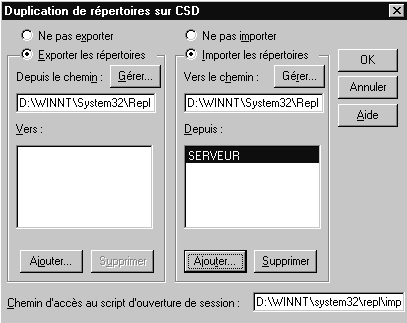 Duplication de répertoires sur CSD
Ne pas exporter
Ne pas importer
Exporter les répertoires
Importer les répertoires
OK
Depuis le chemin : Gérer...
Vers le chemin : Gérer...
Annuler
D:\WINNT\System32\Repl
D:\WINNT\System32\Repl
Aide
Vers :
Depuis :
SERVEUR
Ajouter... Supprimer
Ajouter... Supprimer
Chemin d'accès au script d'ouverture de session : D:\WINNT\system32\repl\imp